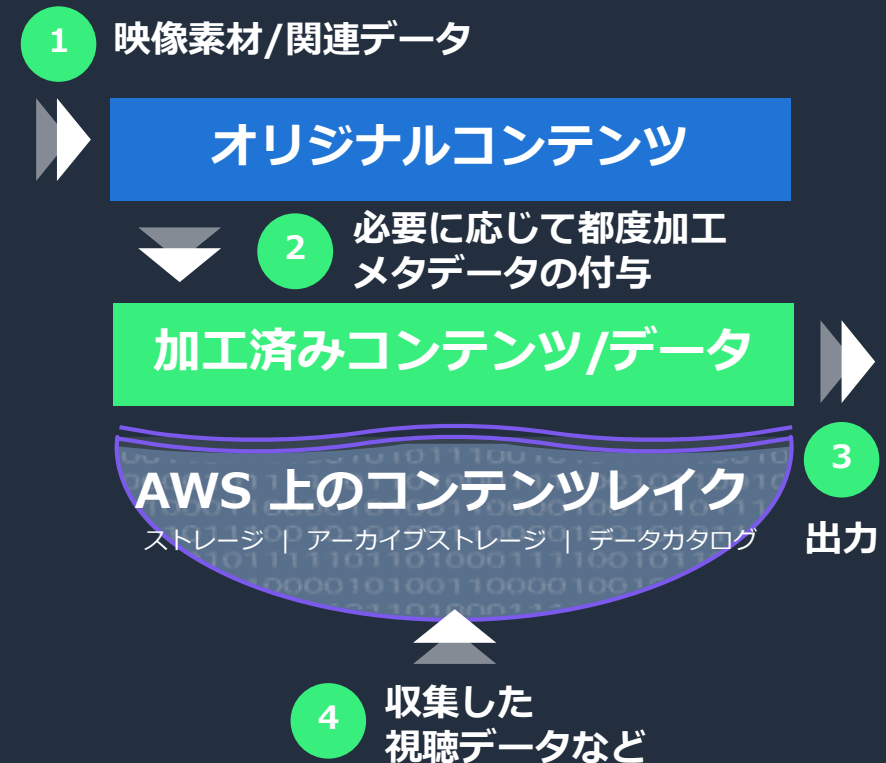 1
映像素材/関連データ
オリジナルコンテンツ
2
必要に応じて都度加工
メタデータの付与
加工済みコンテンツ/データ
AWS 上のコンテンツレイク
ストレージ | アーカイブストレージ | データカタログ
3
出力
4
収集した
視聴データなど